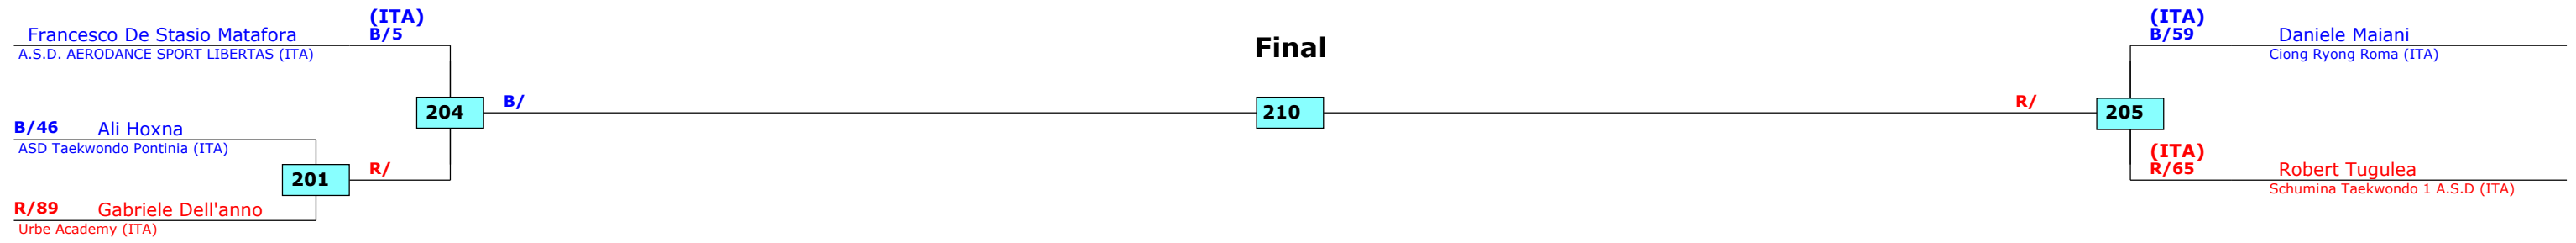 (ITA)
Francesco De Stasio Matafora B/5
A.S.D. AERODANCE SPORT LIBERTAS (ITA)
204 B/
B/46 Ali Hoxna
ASD Taekwondo Pontinia (ITA)
201 R/
R/89 Gabriele Dell'anno
Urbe Academy (ITA)
Final
210
(ITA)
B/59 Daniele Maiani
Ciong Ryong Roma (ITA)
R/ 205
(ITA)
R/65 Robert Tugulea
Schumina Taekwondo 1 A.S.D (ITA)